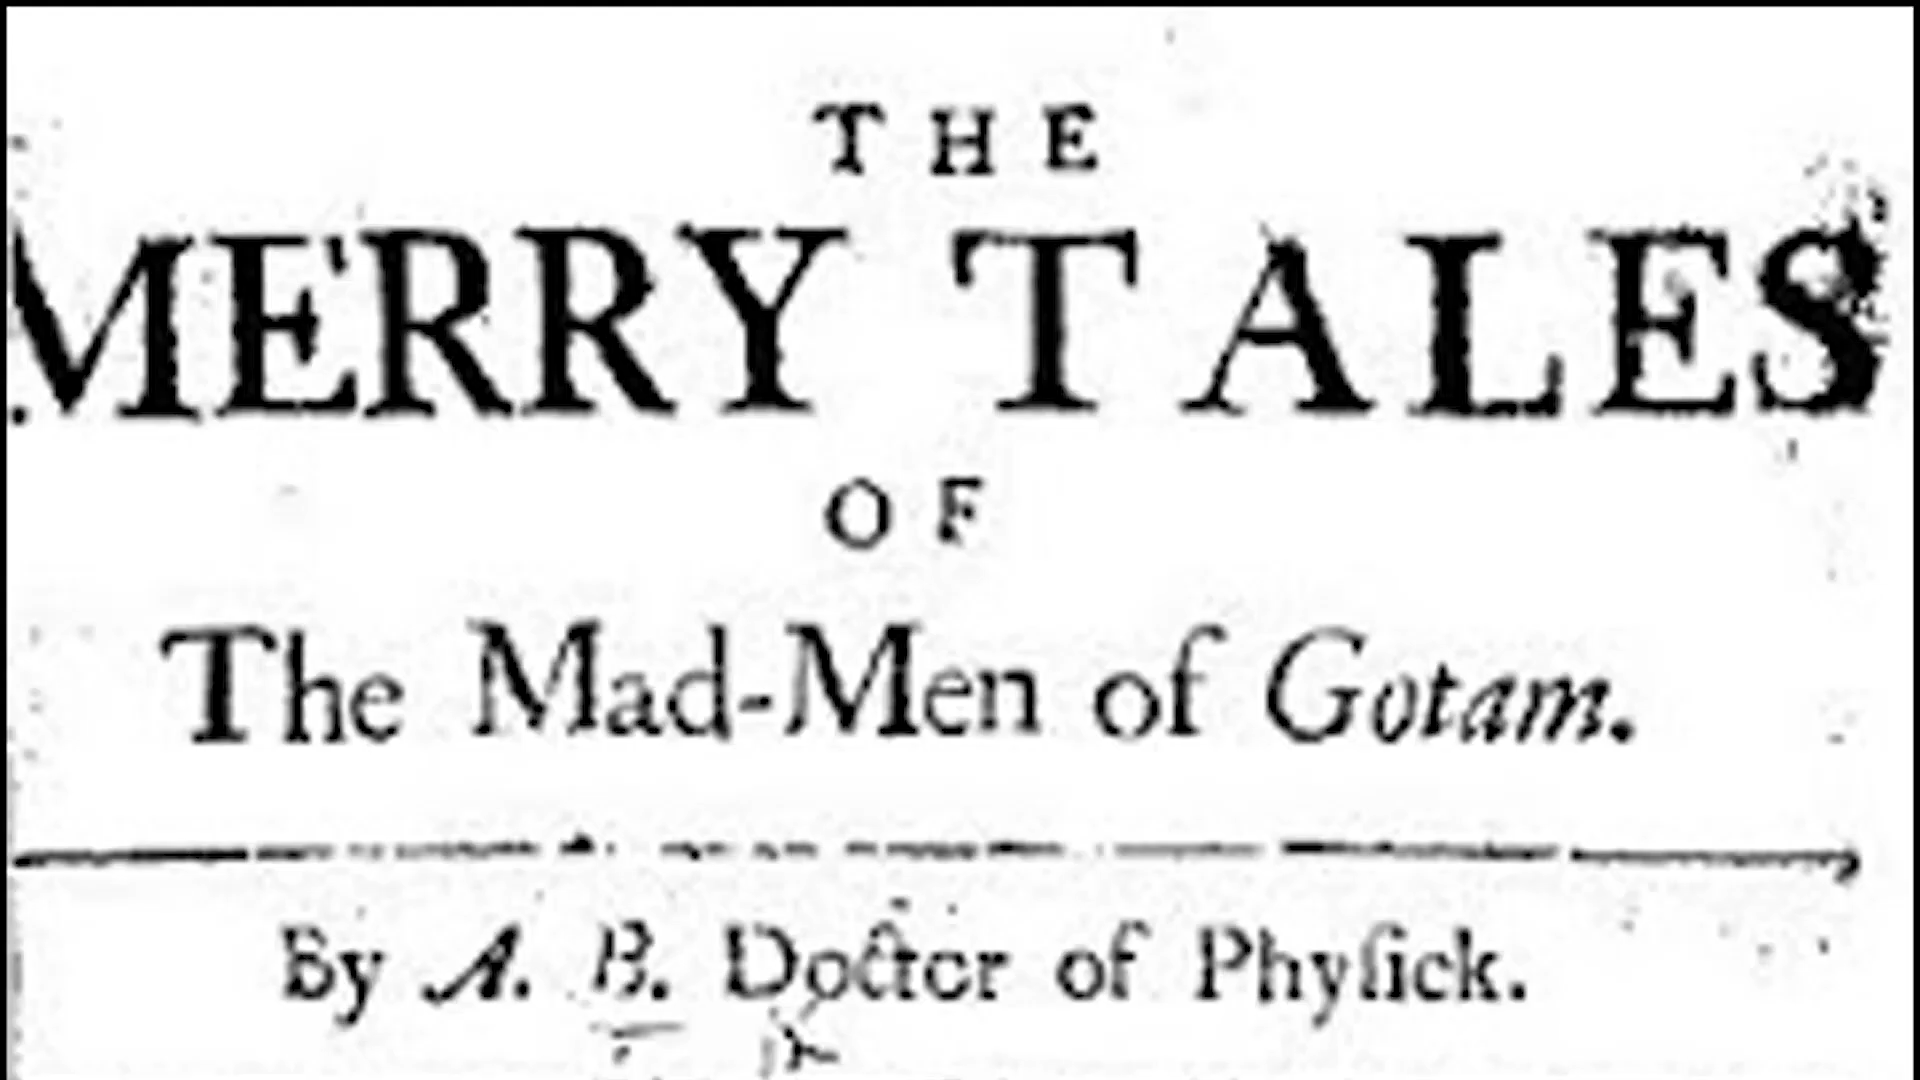 THE
MERRY TALES
OF
The Mad-Men of Gotam.
By A. B. Doctor of Phyſick.